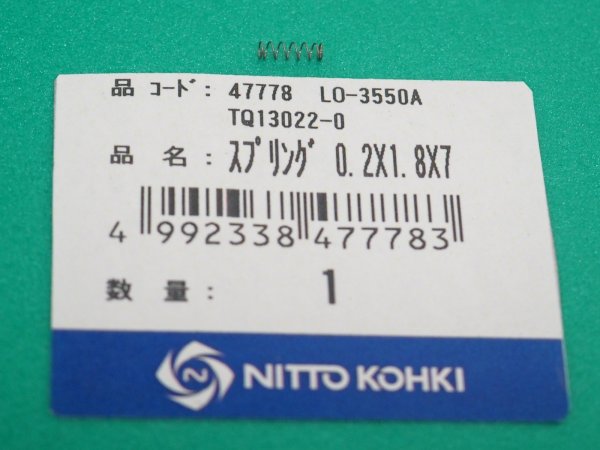 品 ｺｰﾄﾞ: 47778 LO-3550A
TQ13022-0
品 名: ｽﾌﾟﾘﾝｸﾞ 0.2X1.8X7
4 992338 477783
数 量: 1
NITTO KOHKI